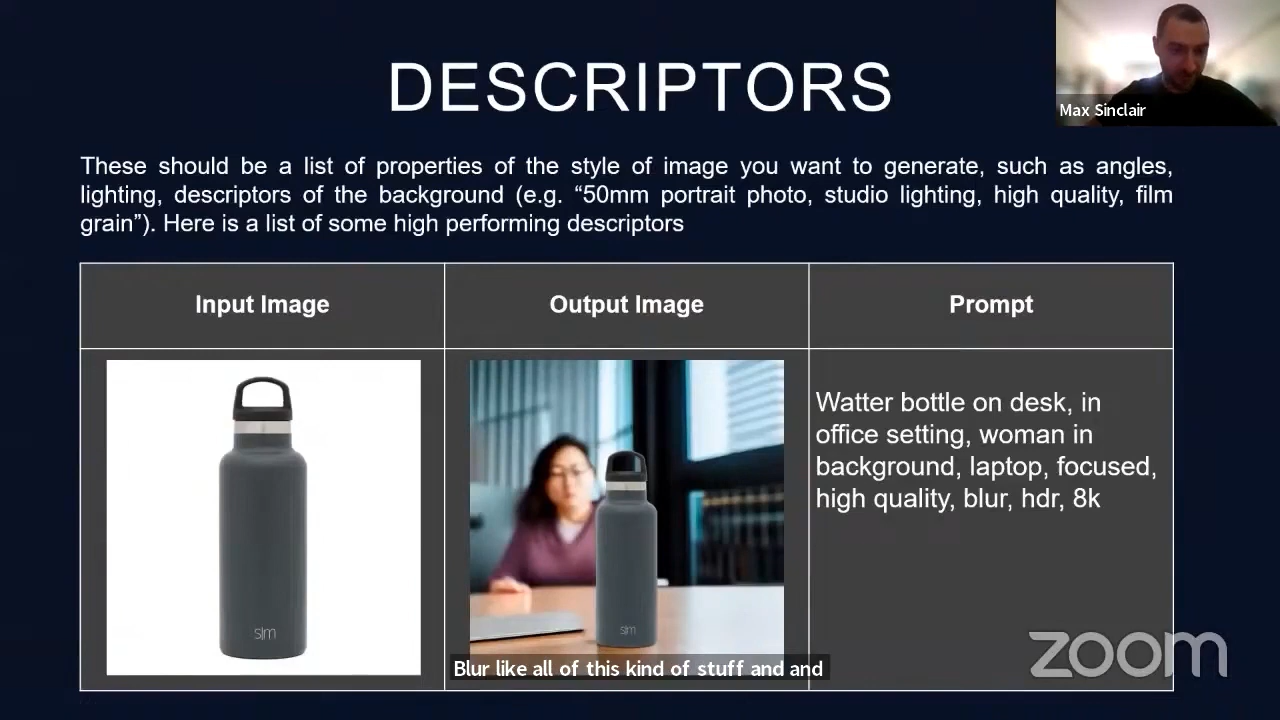 DESCRIPTORS
Max Sinclair
These should be a list of properties of the style of image you want to generate, such as angles,
lighting, descriptors of the background (e.g. “50mm portrait photo, studio lighting, high quality, film
grain”). Here is a list of some high performing descriptors
Input Image
Output Image
Prompt
slm
slm
Watter bottle on desk, in
office setting, woman in
background, laptop, focused,
high quality, blur, hdr, 8k
Blur like all of this kind of stuff and and
zoom